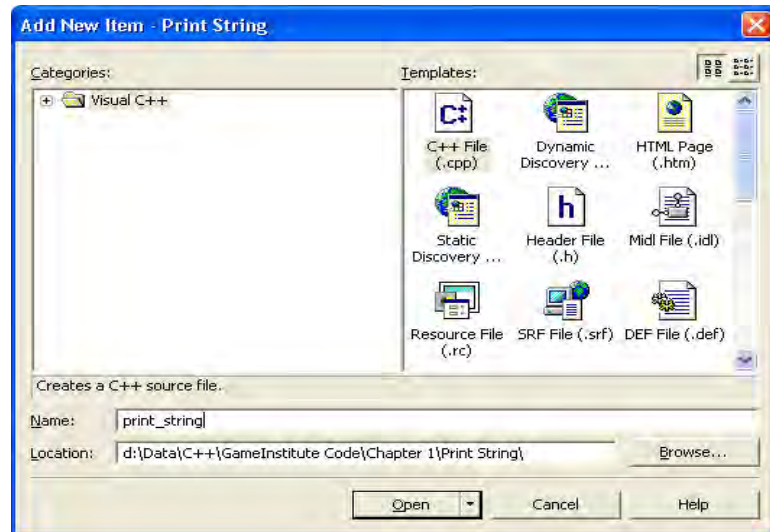 Add New Item - Print String
Categories:
Templates:
Visual C++
C++ File
(.cpp)
Dynamic
Discovery ...
HTML Page
(.htm)
Static
Discovery ...
Header File
(.h)
Midl File (.idl)
Resource File
(.rc)
SRF File (.srf)
DEF File (.def)
Creates a C++ source file.
Name:
print_string
Location:
d:\Data\C++\GameInstitute Code\Chapter 1\Print String\
Browse...
Open
Cancel
Help